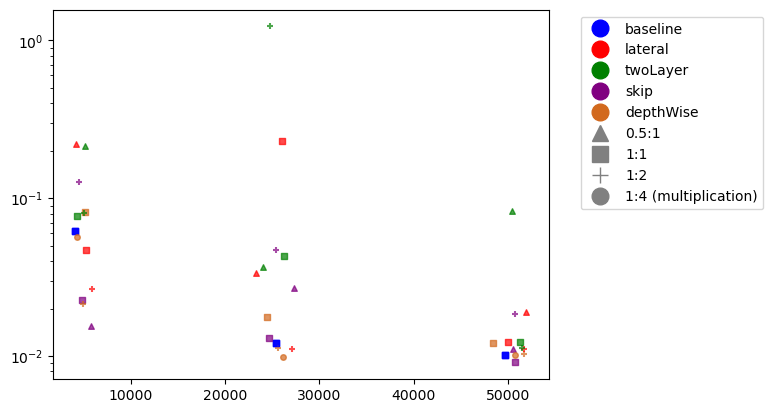 10⁰
10⁻¹
10⁻²
10000 20000 30000 40000 50000
baseline
lateral
twoLayer
skip
depthWise
0.5:1
1:1
1:2
1:4 (multiplication)